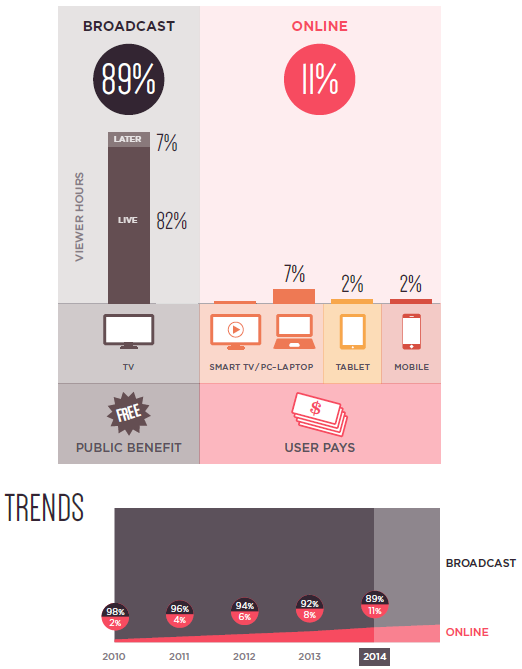 BROADCAST
89%
ONLINE
11%
LATER
7%
LIVE
82%
VIEWER HOURS
7%
2%
2%
TV
SMART TV/PC-LAPTOP
TABLET
MOBILE
FREE
PUBLIC BENEFIT
$
USER PAYS
TRENDS
BROADCAST
98%
2%
96%
4%
94%
6%
92%
8%
89%
11%
ONLINE
2010
2011
2012
2013
2014